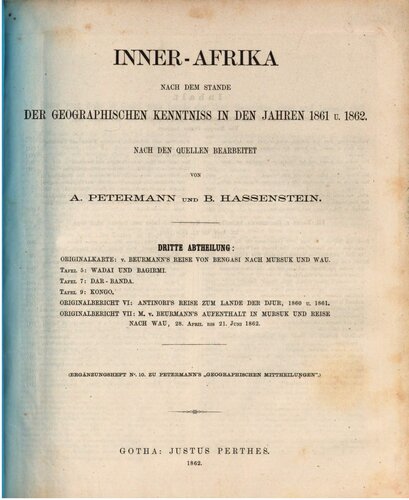 INNER-AFRIKA
NACH DEM STANDE
DER GEOGRAPHISCHEN KENNTNISS IN DEN JAHREN 1861 U. 1862.
NACH DEN QUELLEN BEARBEITET
VON
A. PETERMANN UND B. HASSENSTEIN.
DRITTE ABTHEILUNG:
ORIGINALKARTE: V. BEURMANN'S REISE VON BENGASI NACH MURSUK UND WAU.
TAFEL 5: WADAI UND BAGIRMI.
TAFEL 7: DAR-BANDA.
TAFEL 9: KONGO.
ORIGINALBERICHT VI: ANTINORI'S REISE ZUM LANDE DER DJUR, 1860 U. 1861.
ORIGINALBERICHT VII: M. V. BEURMANN'S AUFENTHALT IN MURSUK UND REISE
NACH WAU, 28. APRIL BIS 21. JUNI 1862.
(ERGÄNZUNGSHEFT NO. 10. ZU PETERMANN'S „GEOGRAPHISCHEN MITTHEILUNGEN".)
GOTHA: JUSTUS PERTHES.
1862.